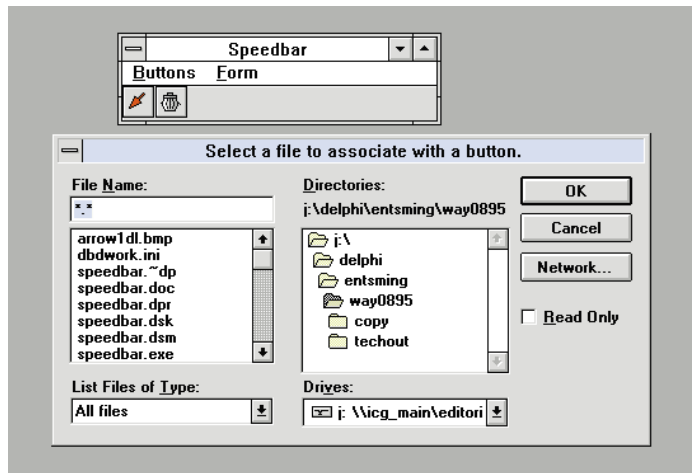 Speedbar
Buttons Form
Select a file to associate with a button.
File Name:
*.*
arrow1dl.bmp
dbdwork.ini
speedbar.~dp
speedbar.doc
speedbar.dpr
speedbar.dsk
speedbar.dsm
speedbar.exe
List Files of Type:
All files
Directories:
j:\delphi\entsming\way0895
j:\
delphi
entsming
way0895
copy
techout
Drives:
j: \\icg_main\editori
OK
Cancel
Network...
Read Only